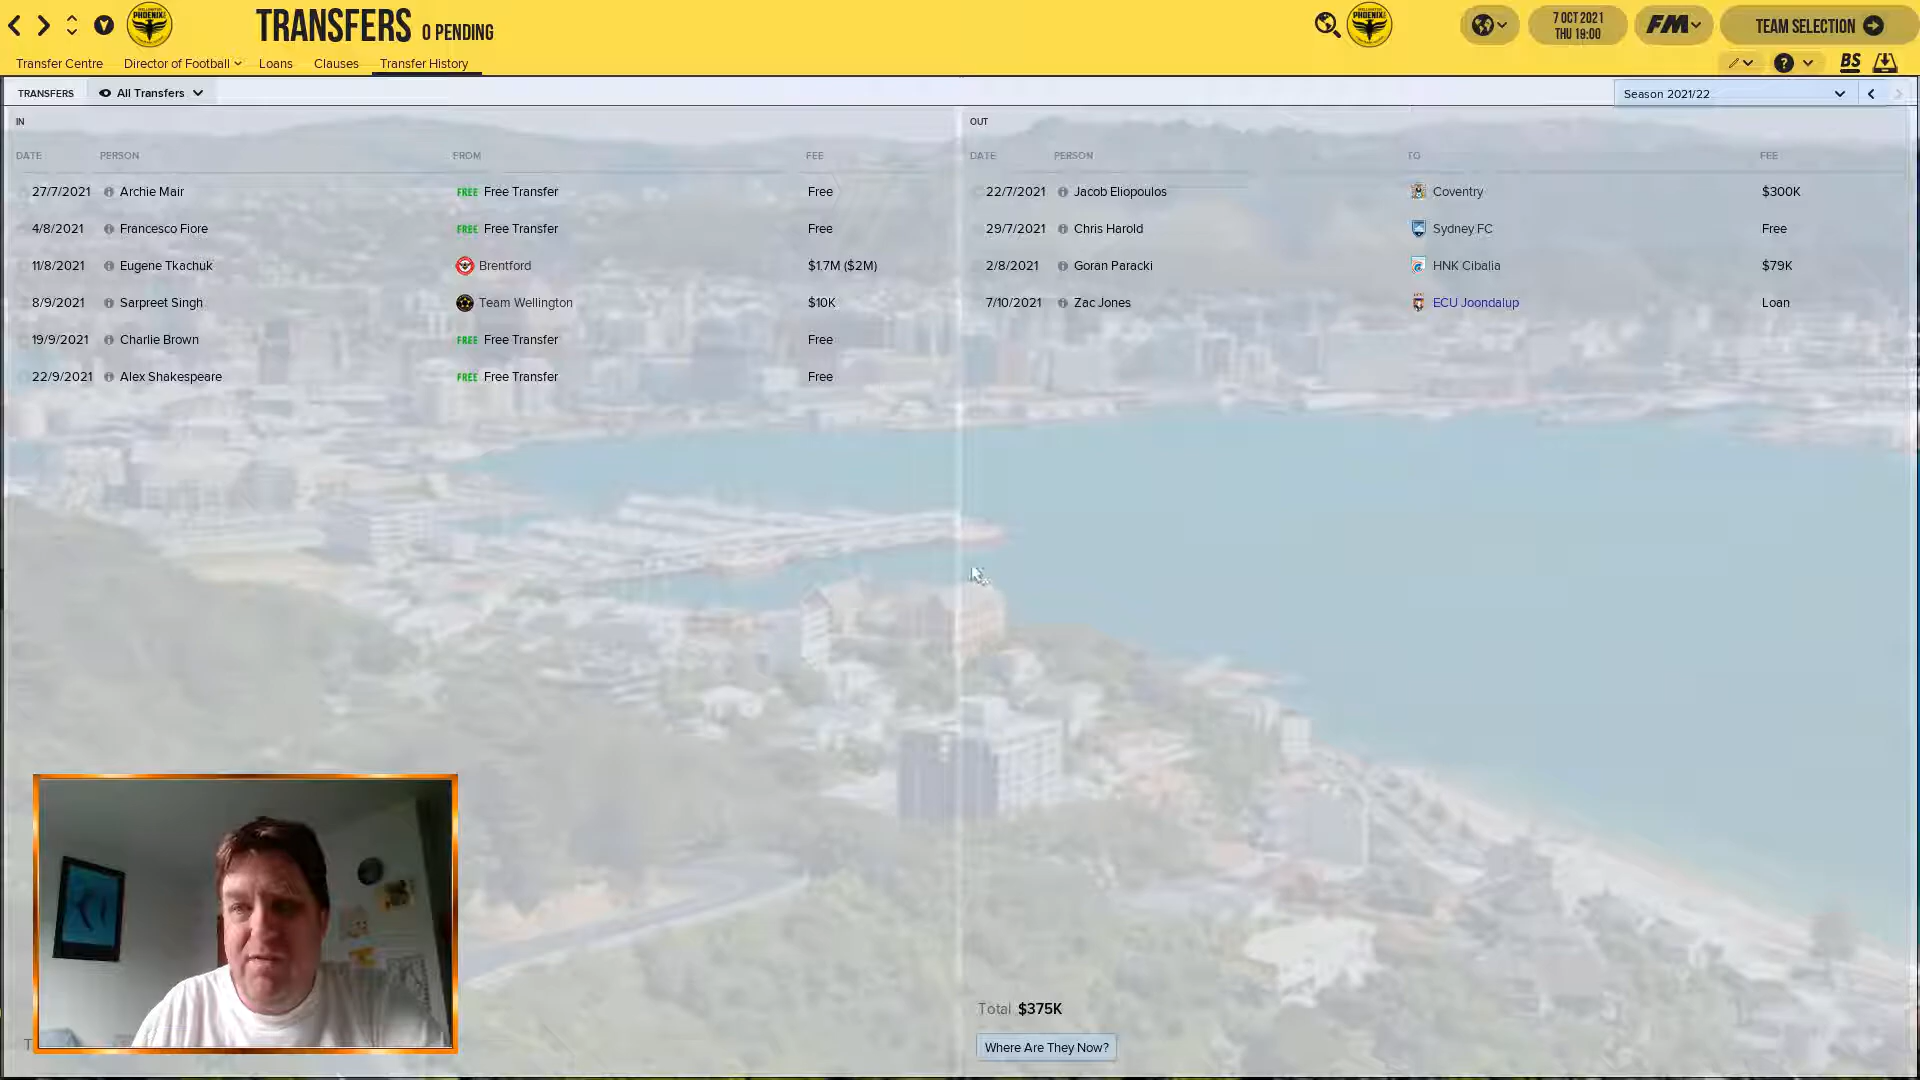 TRANSFERS 0 PENDING
7 OCT 2021
THU 19:00
FM
TEAM SELECTION
Transfer Centre Director of Football Loans Clauses Transfer History
BS
TRANSFERS All Transfers Season 2021/22
IN OUT
DATE PERSON FROM FEE DATE PERSON TO FEE
27/7/2021 Archie Mair FREE Free Transfer Free 22/7/2021 Jacob Eliopoulos Coventry $300K
4/8/2021 Francesco Fiore FREE Free Transfer Free 29/7/2021 Chris Harold Sydney FC Free
11/8/2021 Eugene Tkachuk Brentford $1.7M ($2M) 2/8/2021 Goran Paracki HNK Cibalia $79K
8/9/2021 Sarpreet Singh Team Wellington $10K 7/10/2021 Zac Jones ECU Joondalup Loan
19/9/2021 Charlie Brown FREE Free Transfer Free
22/9/2021 Alex Shakespeare FREE Free Transfer Free
Total $375K
Where Are They Now?